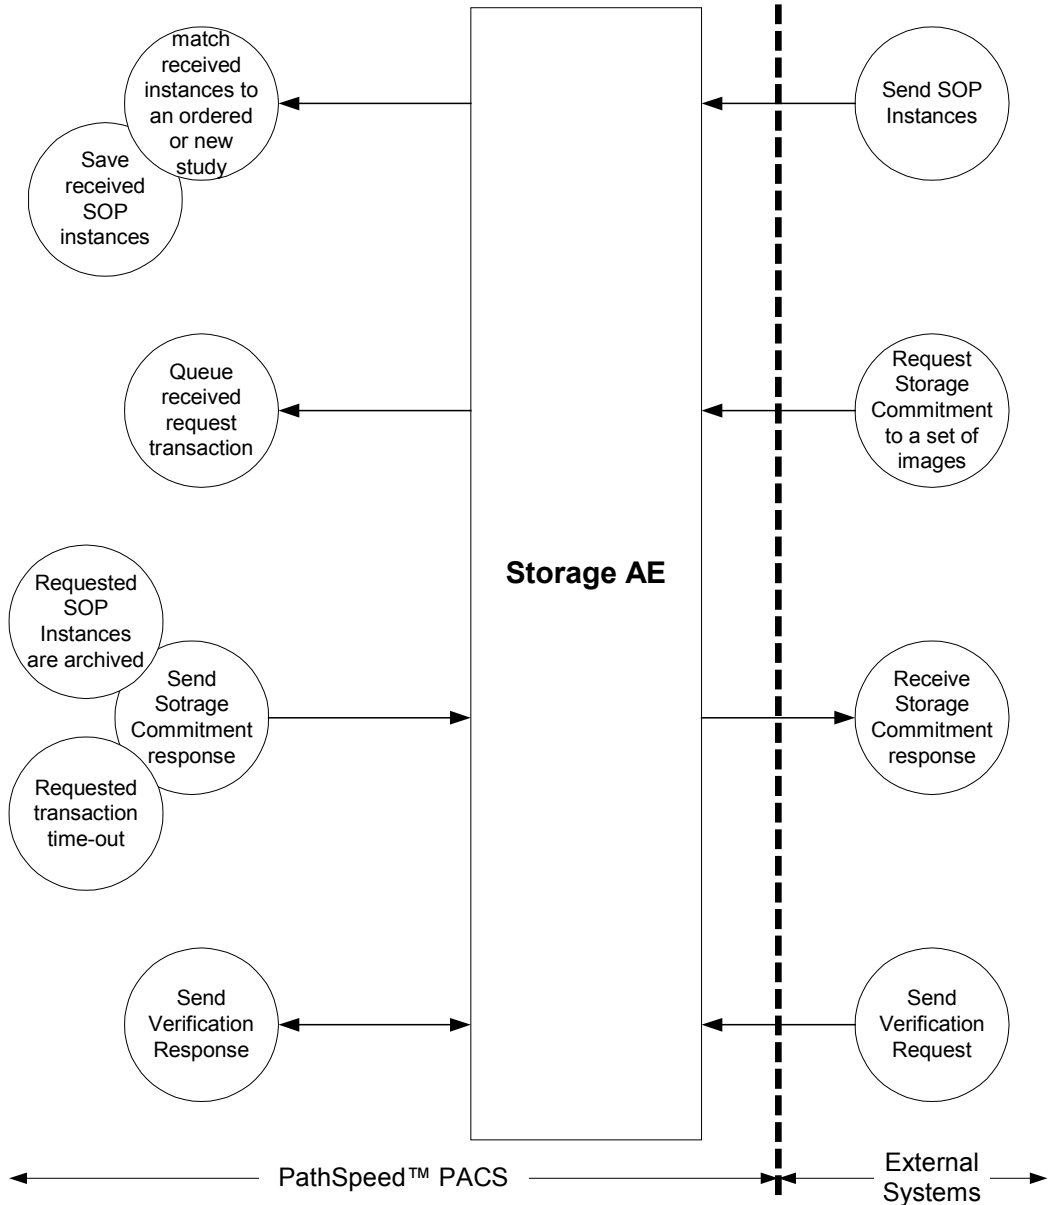 match
received
instances to
an ordered
or new
study
Save
received
SOP
instances
Send SOP
Instances
Queue
received
request
transaction
Request
Storage
Commitment
to a set of
images
Storage AE
Requested
SOP
Instances
are archived
Send
Sotrage
Commitment
response
Requested
transaction
time-out
Receive
Storage
Commitment
response
Send
Verification
Response
Send
Verification
Request
PathSpeed™ PACS
External
Systems